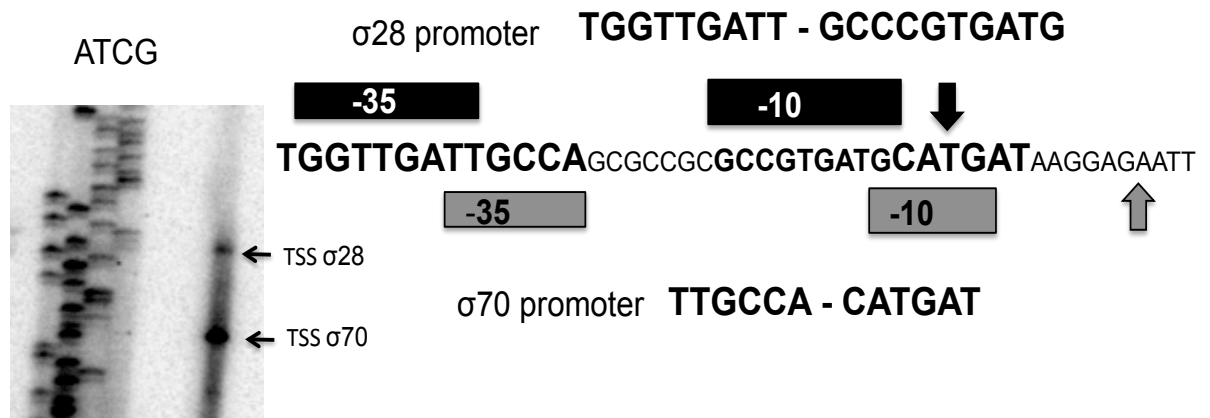 σ28 promoter TGGTTGATT - GCCCGTGATG
ATCG
-35 -10
TGGTTGATTGCCAGCGCCGCGCCGTGATGCATGATAAGGAGAATT
-35 -10
TSS σ28
σ70 promoter TTGCCA - CATGAT
TSS σ70